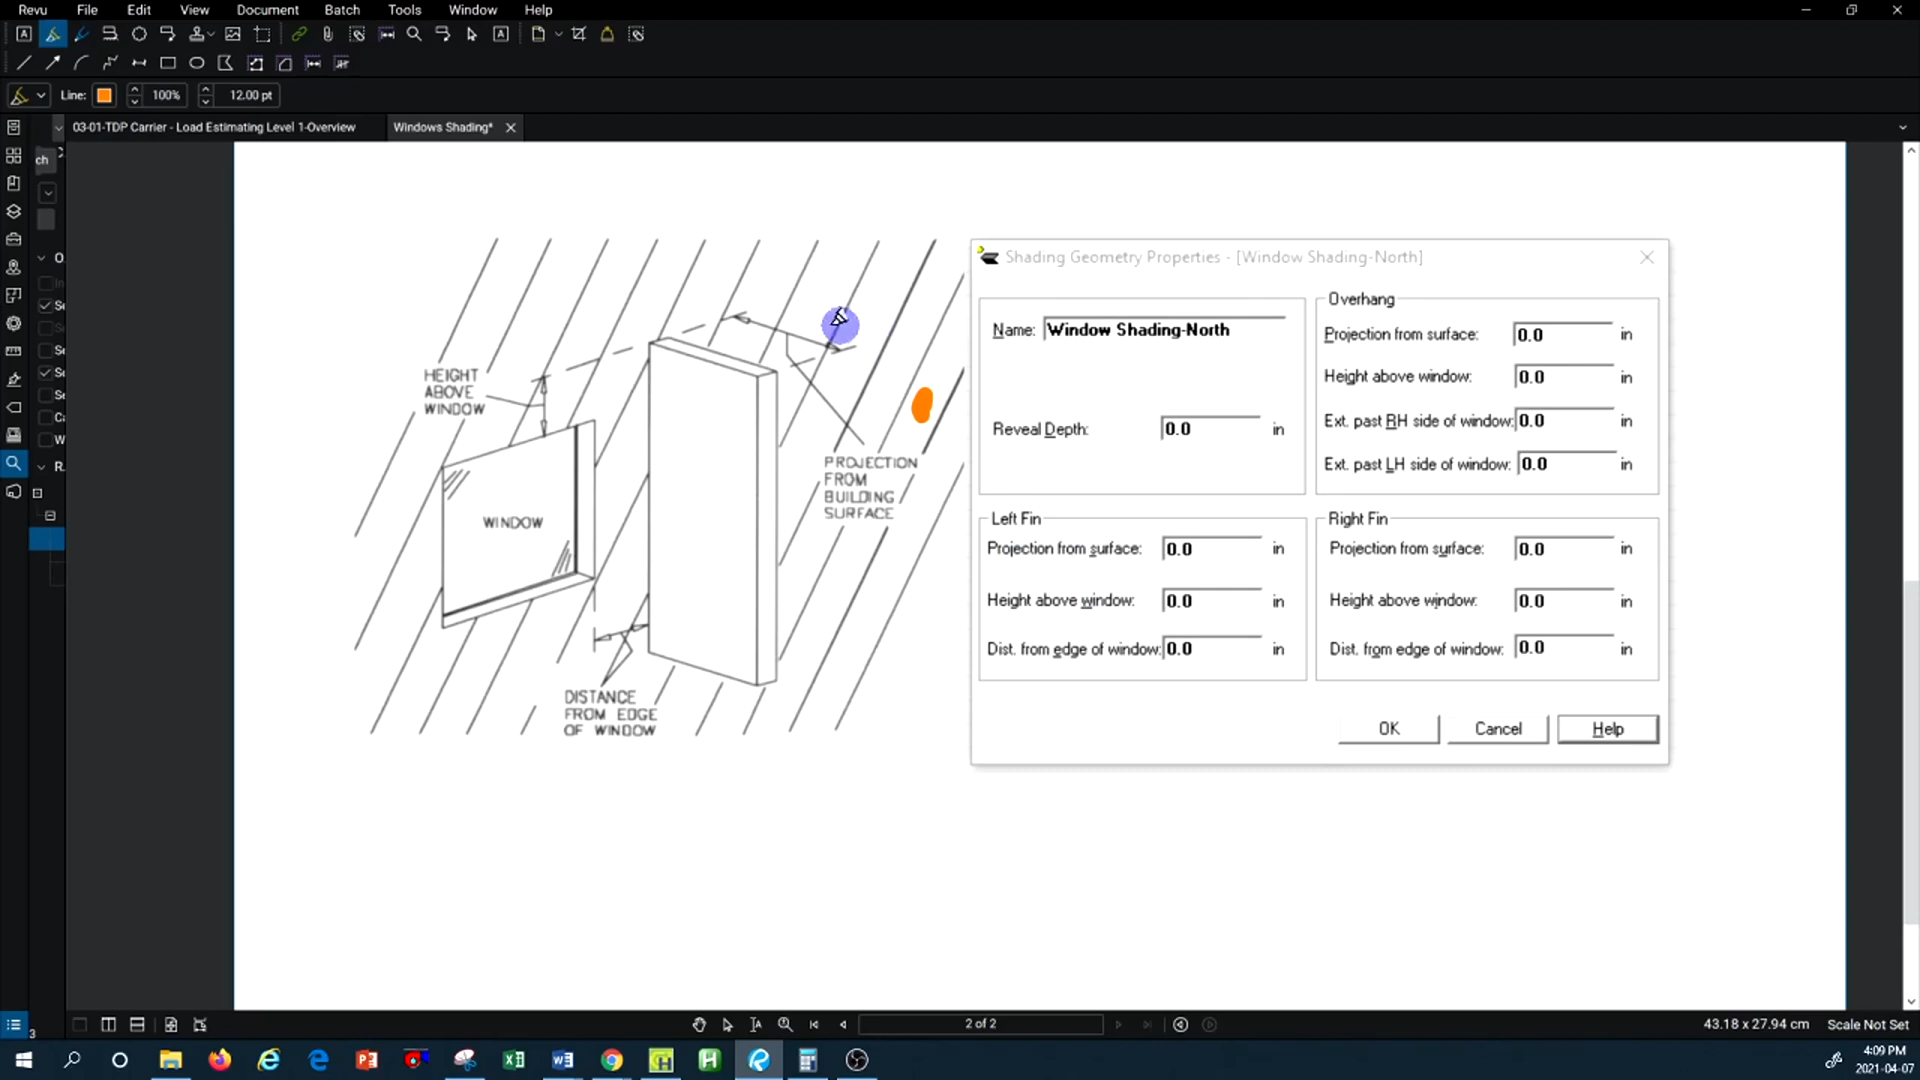 Revu File Edit View Document Batch Tools Window Help
Line: 100% 12.00 pt
03-01-TDP Carrier - Load Estimating Level 1-Overview Windows Shading*
ch
HEIGHT
ABOVE
WINDOW
WINDOW
PROJECTION
FROM
BUILDING
SURFACE
DISTANCE
FROM EDGE
OF WINDOW
Shading Geometry Properties - [Window Shading-North]
Name: Window Shading-North
Reveal Depth: 0.0 in
Overhang
Projection from surface: 0.0 in
Height above window: 0.0 in
Ext. past RH side of window: 0.0 in
Ext. past LH side of window: 0.0 in
Left Fin
Projection from surface: 0.0 in
Height above window: 0.0 in
Dist. from edge of window: 0.0 in
Right Fin
Projection from surface: 0.0 in
Height above window: 0.0 in
Dist. from edge of window: 0.0 in
OK Cancel Help
2 of 2
43.18 x 27.94 cm Scale Not Set
4:09 PM
2021-04-07